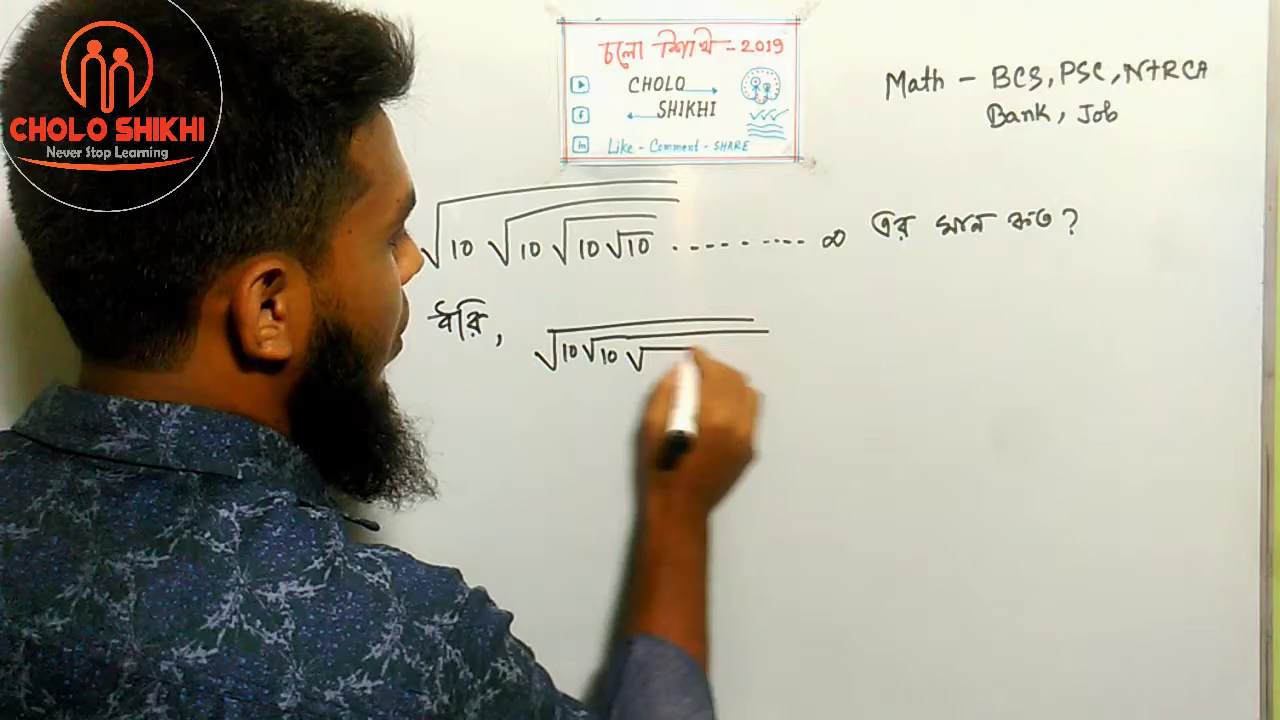 CHOLO SHIKHI
Never Stop Learning
চলো শিখি - 2019
CHOLO
SHIKHI
Like - Comment - SHARE
Math - BCS, PSC, NTRCA
Bank, Job
√10 √10 √10 √10 .......... ∞ এর মান কত?
ধরি, √10 √10 √